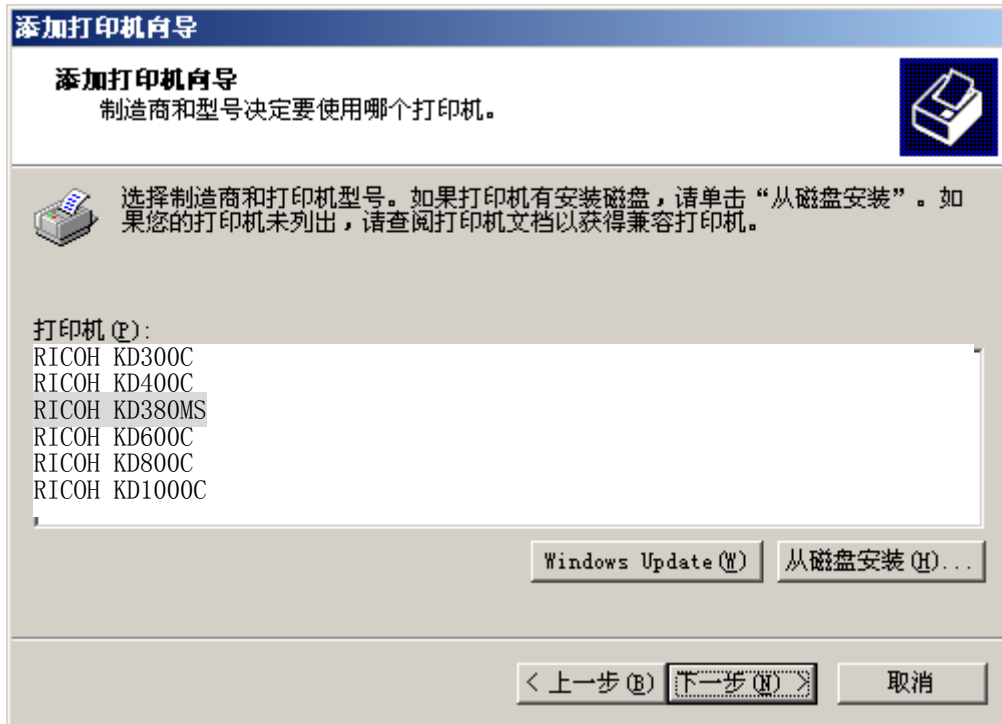 添加打印机向导
添加打印机向导
制造商和型号决定要使用哪个打印机。
选择制造商和打印机型号。如果打印机有安装磁盘，请单击“从磁盘安装”。如
果您的打印机未列出，请查阅打印机文档以获得兼容打印机。
打印机(P):
RICOH KD300C
RICOH KD400C
RICOH KD380MS
RICOH KD600C
RICOH KD800C
RICOH KD1000C
Windows Update(W)
从磁盘安装(H)...
< 上一步(B)
下一步(N) >
取消